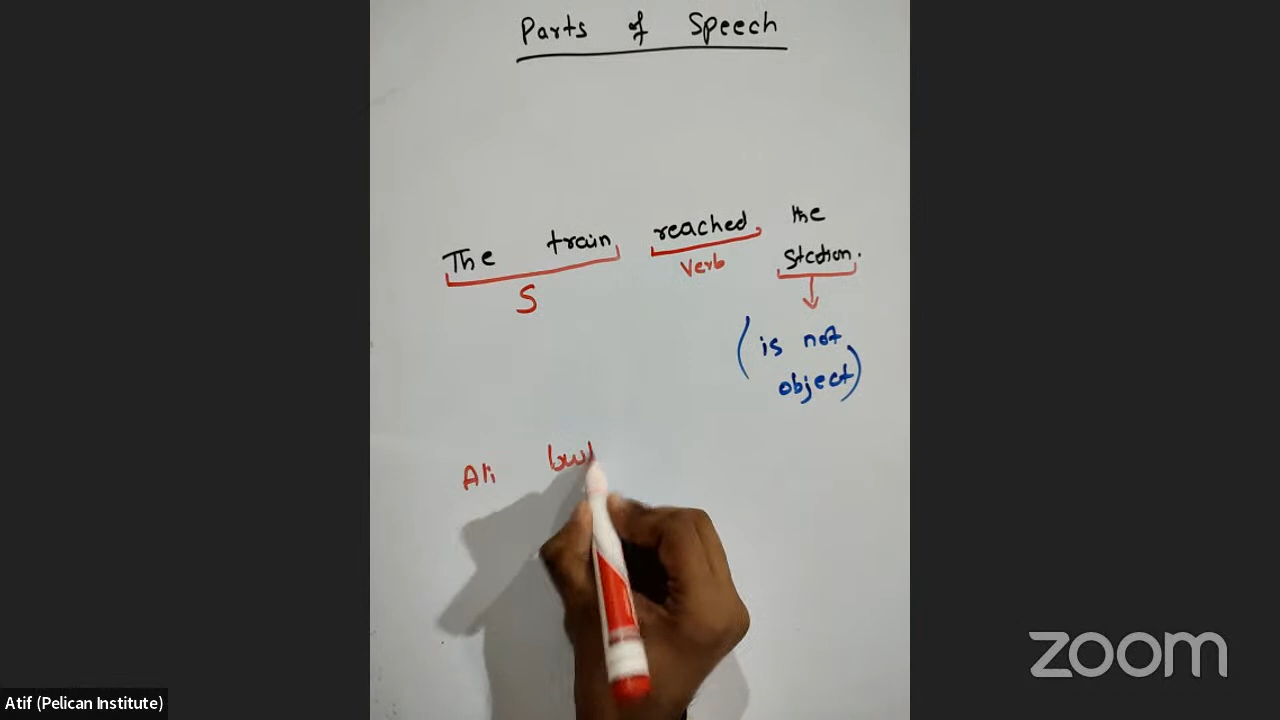 Parts of Speech
The train reached the
station.
S
Verb
(is not
object)
Ali
zoom
Atif (Pelican Institute)